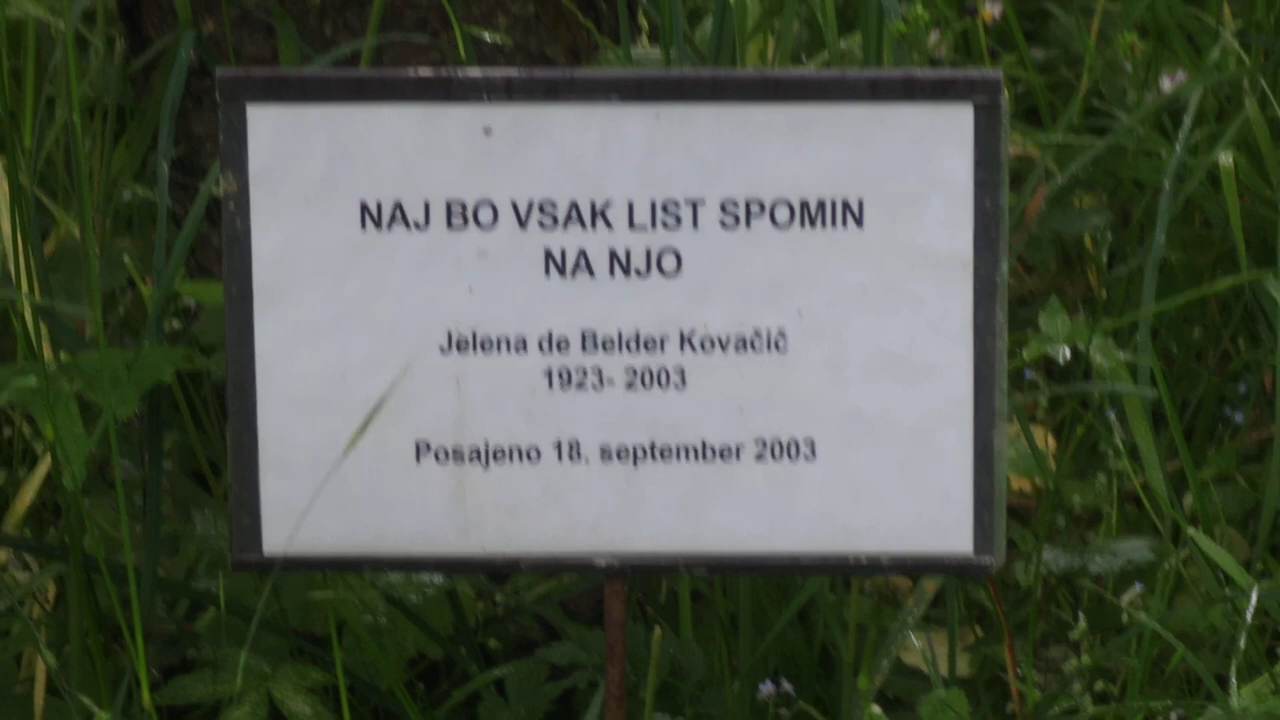 NAJ BO VSAK LIST SPOMIN
NA NJO
Jelena de Belder Kovačič
1923- 2003
Posajeno 18. september 2003